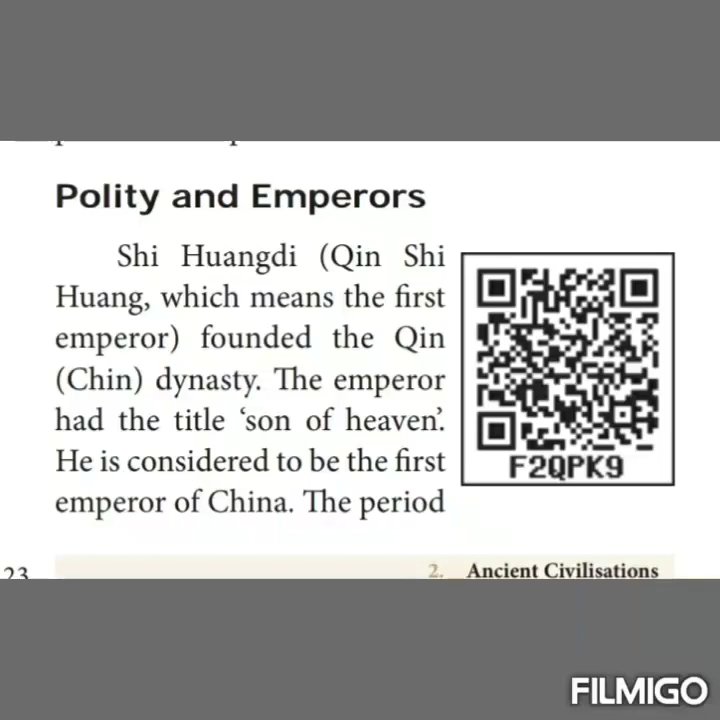 Polity and Emperors
Shi Huangdi (Qin Shi
Huang, which means the first
emperor) founded the Qin
(Chin) dynasty. The emperor
had the title ‘son of heaven’.
He is considered to be the first
emperor of China. The period
F2QPK9
23
2. Ancient Civilisations
FILMIGO